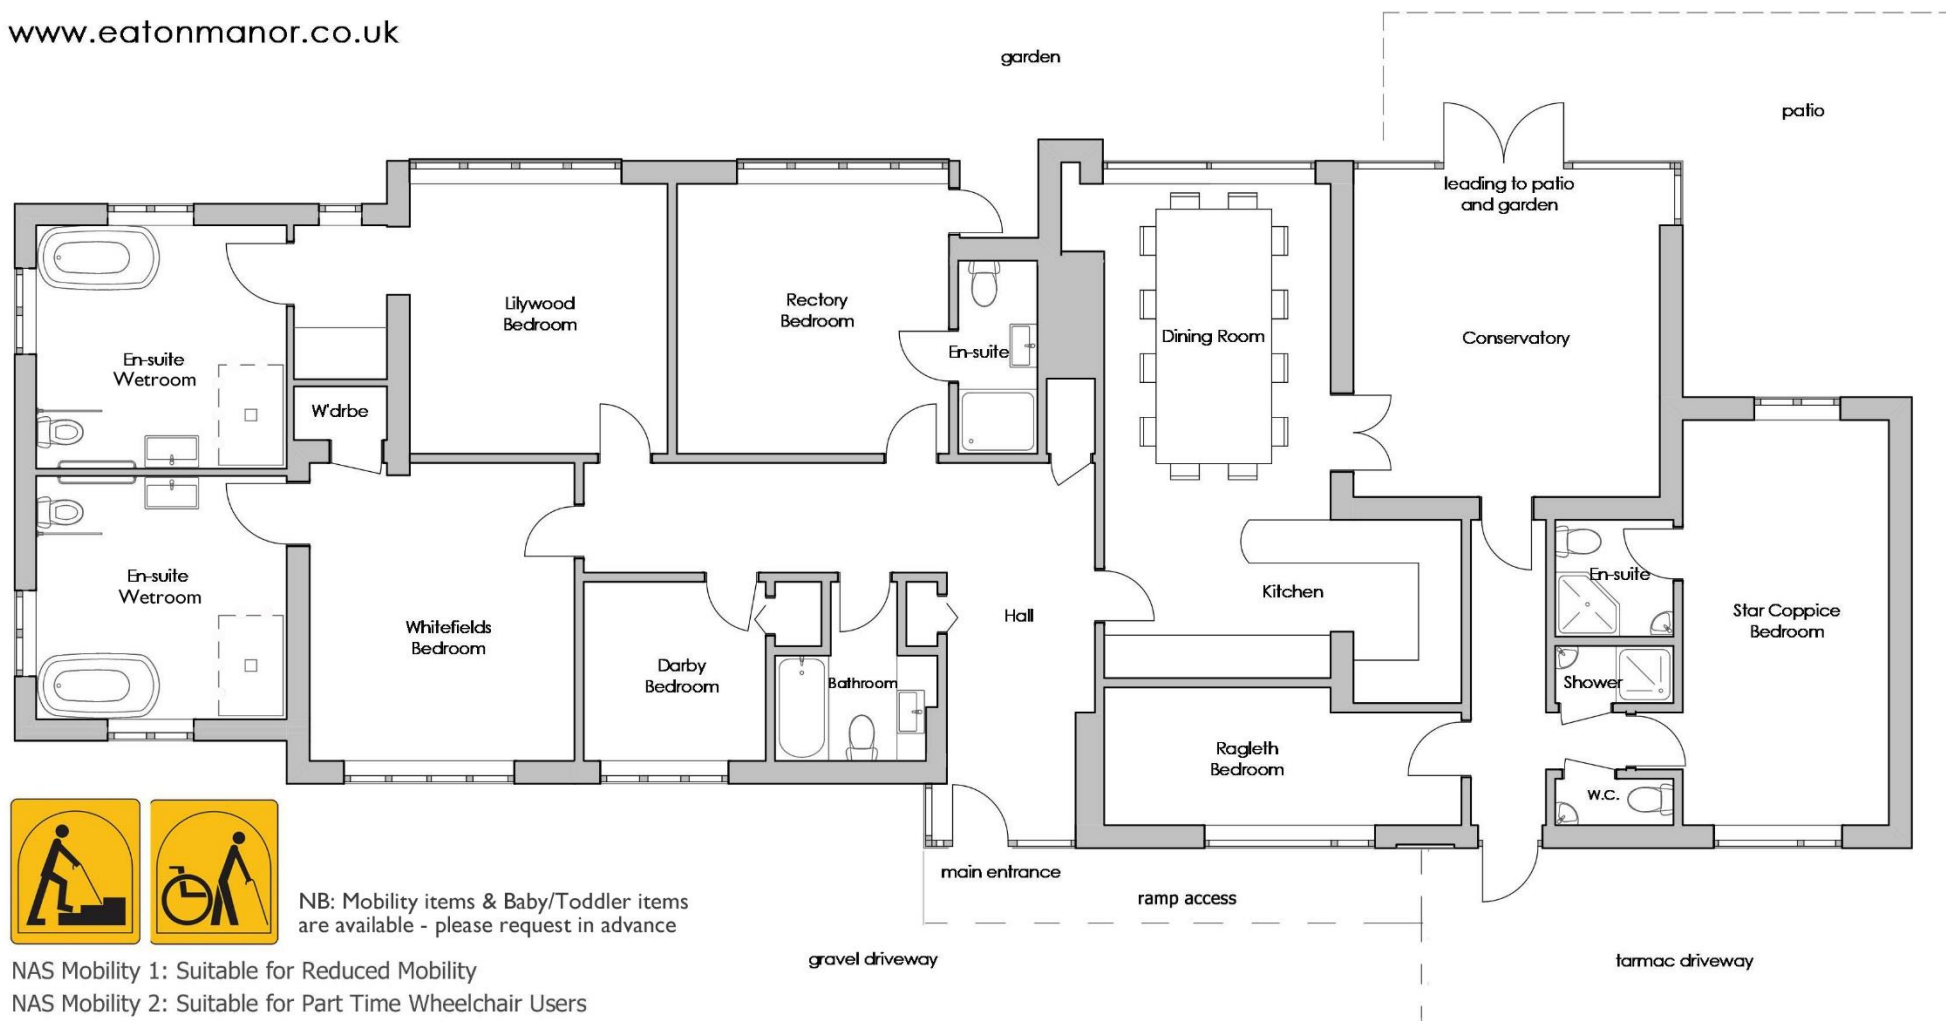 www.eatonmanor.co.uk
garden
patio
leading to patio
and garden
Lilywood
Bedroom
Rectory
Bedroom
Dining Room
Conservatory
En-suite
En-suite
Wetroom
W'drbe
En-suite
Wetroom
Whitefields
Bedroom
Darby
Bedroom
Bathroom
Hall
Kitchen
En-suite
Star Coppice
Bedroom
Shower
Ragleth
Bedroom
W.C.
main entrance
ramp access
gravel driveway
tarmac driveway
NB: Mobility items & Baby/Toddler items
are available - please request in advance
NAS Mobility 1: Suitable for Reduced Mobility
NAS Mobility 2: Suitable for Part Time Wheelchair Users